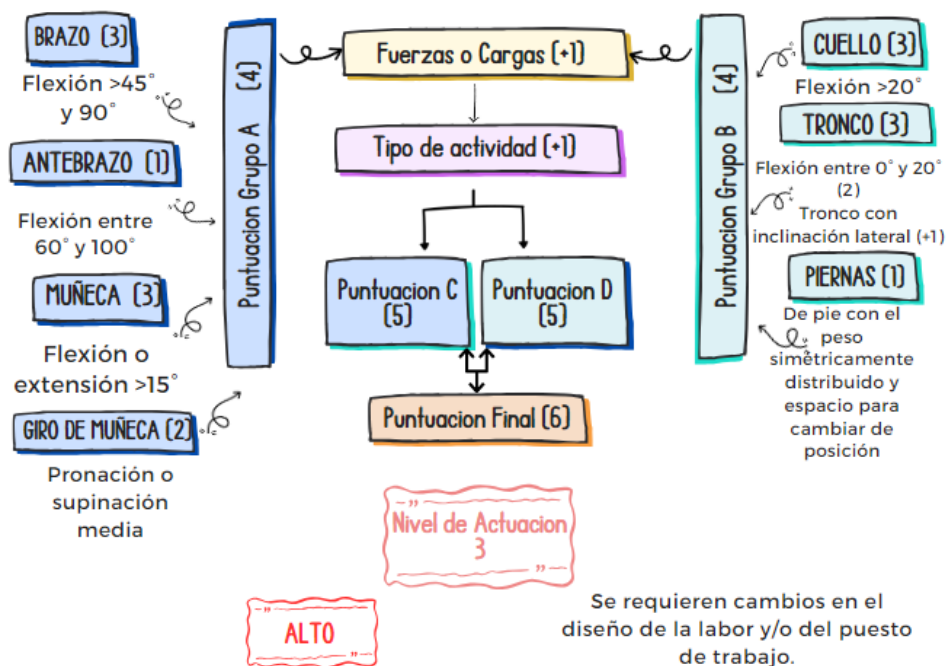 BRAZO (3)
Flexión >45°
y 90°
ANTEBRAZO (1)
Flexión entre
60° y 100°
MUÑECA (3)
Flexión o
extensión >15°
GIRO DE MUÑECA (2)
Pronación o
supinación
media
Puntuacion Grupo A (4)
Fuerzas o Cargas (+1)
Tipo de actividad (+1)
Puntuacion C
(5)
Puntuacion D
(5)
Puntuacion Final (6)
Nivel de Actuacion
3
ALTO
Puntuacion Grupo B (4)
CUELLO (3)
Flexión >20°
TRONCO (3)
Flexión entre 0° y 20°
(2)
Tronco con
inclinación lateral (+1)
PIERNAS (1)
De pie con el
peso
simétricamente
distribuido y
espacio para
cambiar de
posición
Se requieren cambios en el
diseño de la labor y/o del puesto
de trabajo.